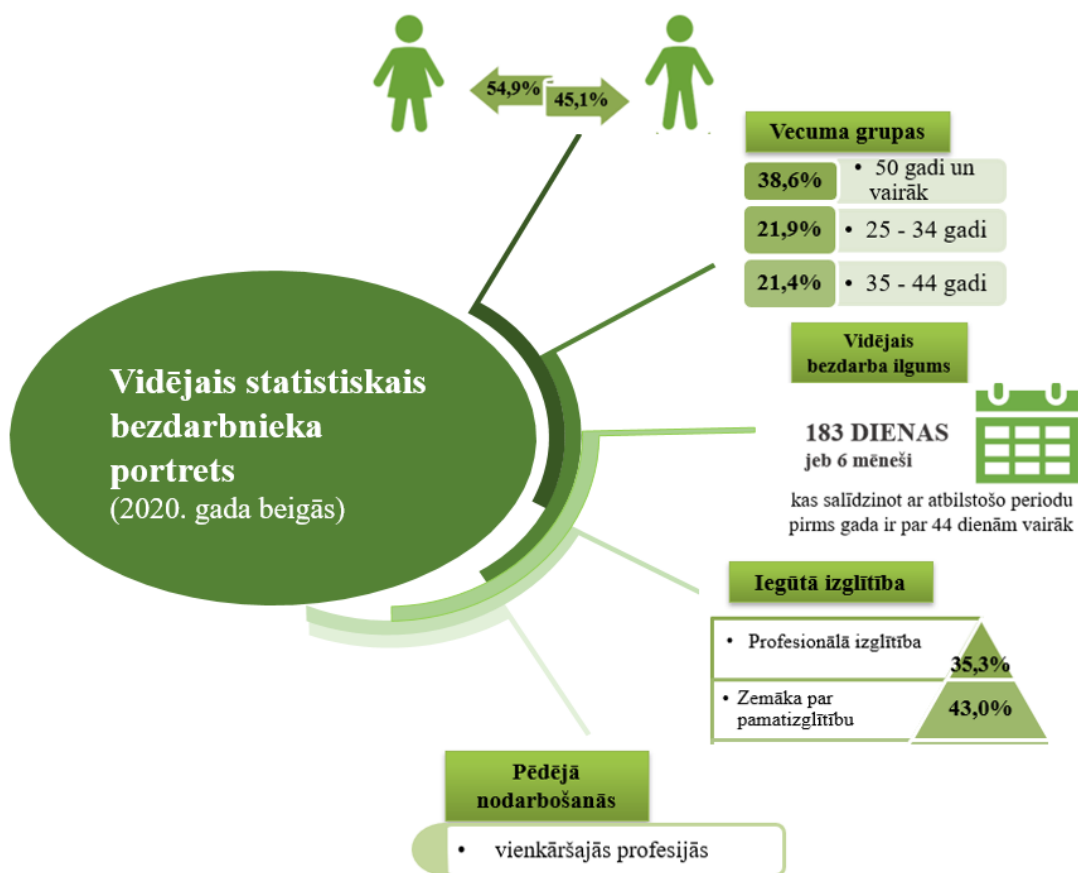 54,9%
45,1%
Vecuma grupas
38,6%
• 50 gadi un
vairāk
21,9%
• 25 - 34 gadi
21,4%
• 35 - 44 gadi
Vidējais statistiskais
bezdarbnieka
portrets
(2020. gada beigās)
Vidējais
bezdarba ilgums
183 DIENAS
jeb 6 mēneši
kas salīdzinot ar atbilstošo periodu
pirms gada ir par 44 dienām vairāk
Iegūtā izglītība
• Profesionālā izglītība
35,3%
• Zemāka par
pamatizglītību
43,0%
Pēdējā
nodarbošanās
• vienkāršajās profesijās